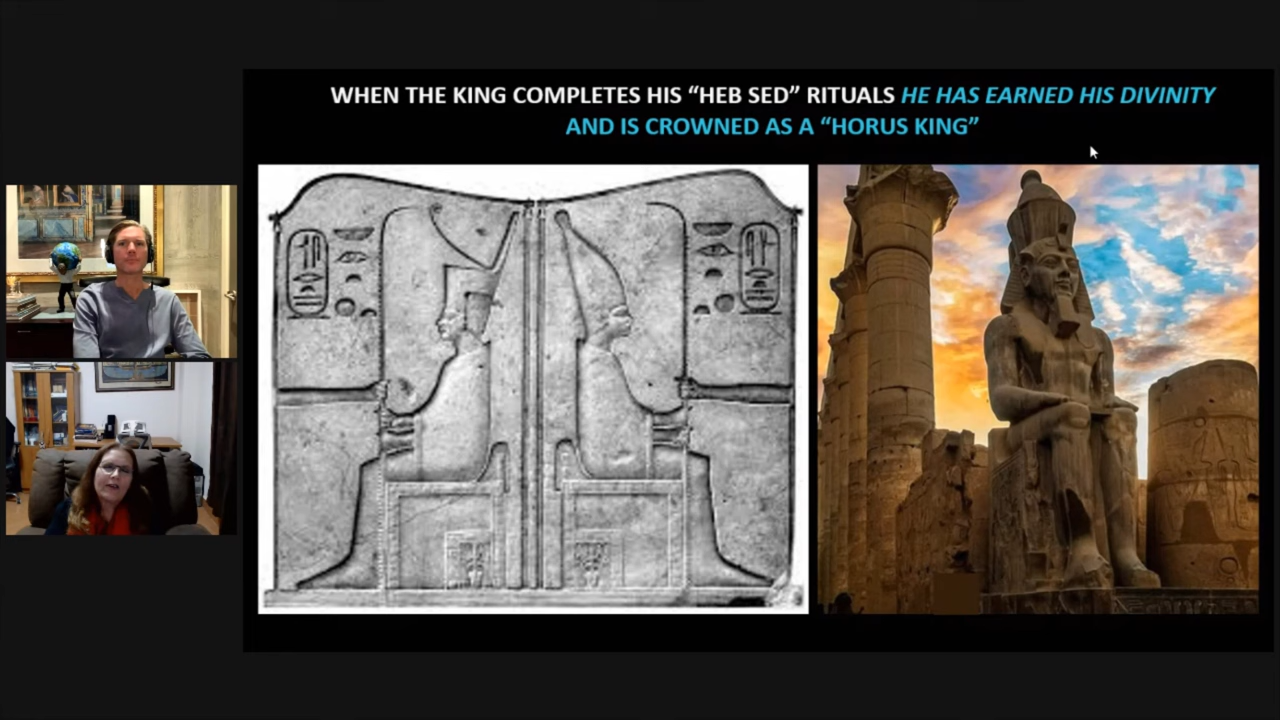 WHEN THE KING COMPLETES HIS “HEB SED” RITUALS HE HAS EARNED HIS DIVINITY
AND IS CROWNED AS A “HORUS KING”